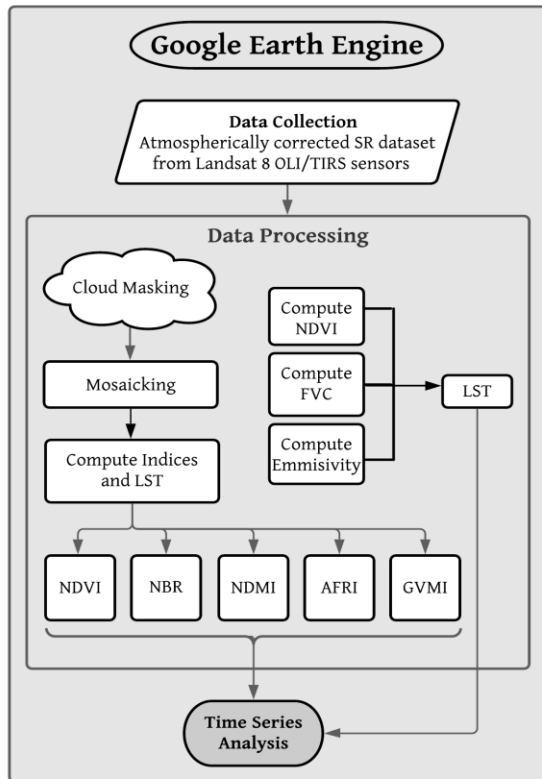 Google Earth Engine
Data Collection
Atmospherically corrected SR dataset
from Landsat 8 OLI/TIRS sensors
Data Processing
Cloud Masking
Mosaicking
Compute Indices
and LST
Compute
NDVI
Compute
FVC
Compute
Emmisivity
LST
NDVI
NBR
NDMI
AFRI
GVMI
Time Series
Analysis